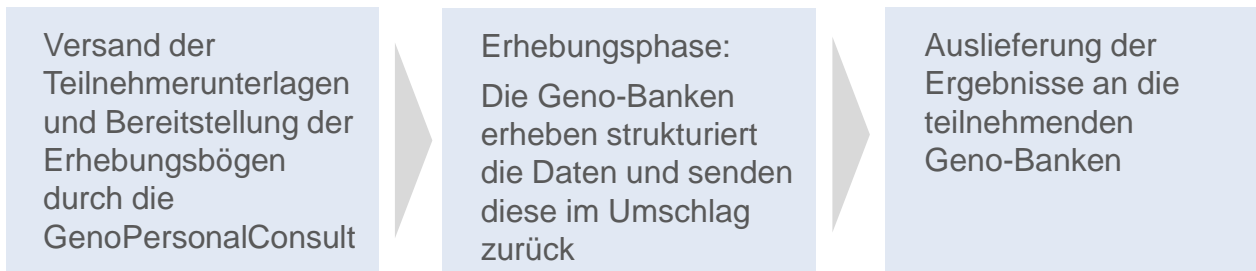 Versand der
Teilnehmerunterlagen
und Bereitstellung der
Erhebungsbögen
durch die
GenoPersonalConsult
Erhebungsphase:
Die Geno-Banken
erheben strukturiert
die Daten und senden
diese im Umschlag
zurück
Auslieferung der
Ergebnisse an die
teilnehmenden
Geno-Banken